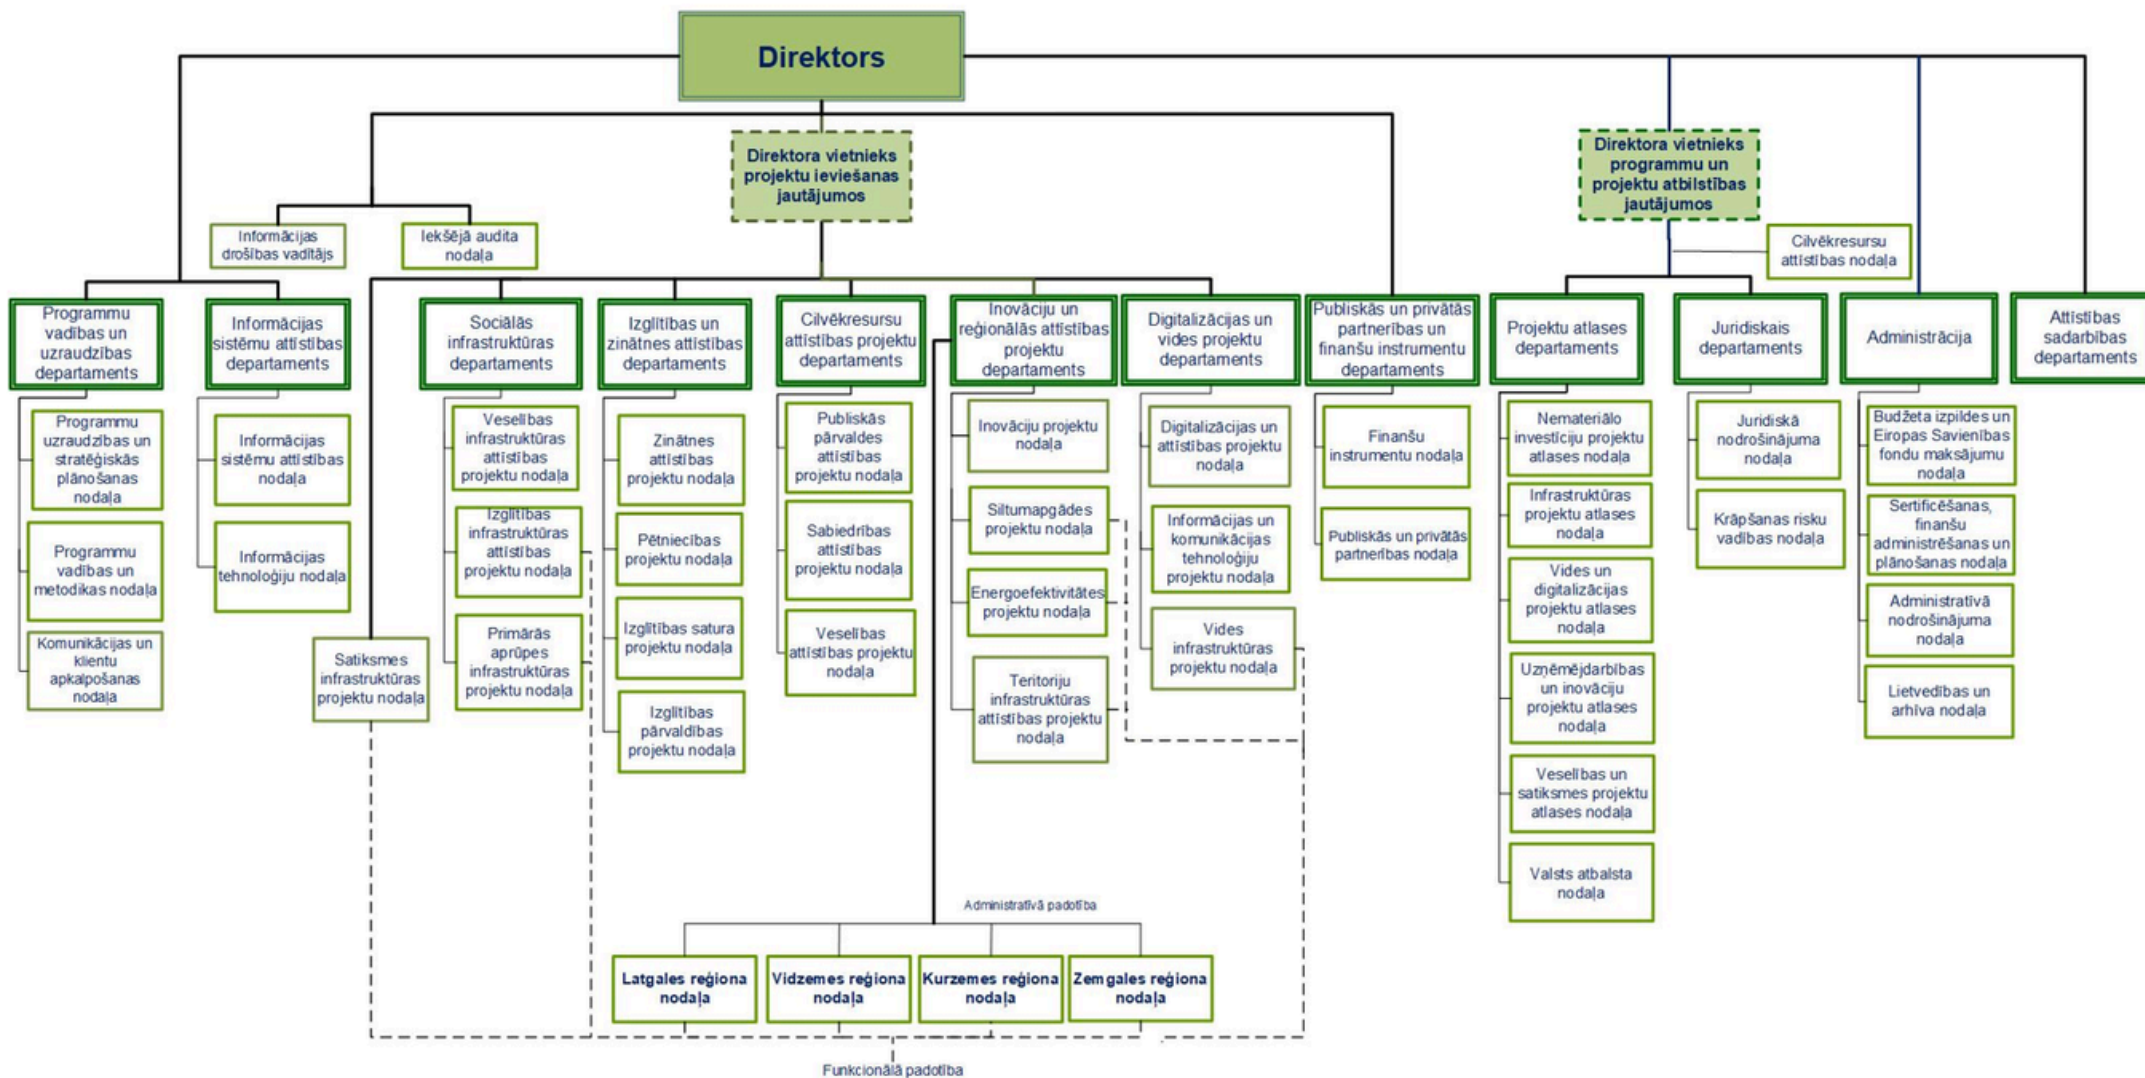 Direktors
Direktora vietnieks
projektu ieviešanas
jautājumos
Direktora vietnieks
programmu un
projektu atbilstības
jautājumos
Informācijas
drošības vadītājs
Iekšējā audita
nodaļa
Cilvēkresursu
attīstības nodaļa
Programmu
vadības un
uzraudzības
departaments
Informācijas
sistēmu attīstības
departaments
Sociālās
infrastruktūras
departaments
Izglītības un
zinātnes attīstības
departaments
Cilvēkresursu
attīstības projektu
departaments
Inovāciju un
reģionālās attīstības
projektu
departaments
Digitalizācijas un
vides projektu
departaments
Publiskās un privātās
partnerības un
finanšu instrumentu
departaments
Projektu atlases
departaments
Juridiskais
departaments
Administrācija
Attīstības
sadarbības
departaments
Programmu
uzraudzības un
stratēģiskās
plānošanas
nodaļa
Programmu
vadības un
metodikas nodaļa
Komunikācijas un
klientu
apkalpošanas
nodaļa
Informācijas
sistēmu attīstības
nodaļa
Informācijas
tehnoloģiju nodaļa
Satiksmes
infrastruktūras
projektu nodaļa
Veselības
infrastruktūras
attīstības
projektu nodaļa
Izglītības
infrastruktūras
attīstības
projektu nodaļa
Primārās
aprūpes
infrastruktūras
projektu nodaļa
Zinātnes
attīstības
projektu nodaļa
Pētniecības
projektu nodaļa
Izglītības satura
projektu nodaļa
Izglītības
pārvaldības
projektu nodaļa
Publiskās
pārvaldes
attīstības
projektu nodaļa
Sabiedrības
attīstības
projektu nodaļa
Veselības
attīstības projektu
nodaļa
Inovāciju projektu
nodaļa
Siltumapgādes
projektu nodaļa
Energoefektivitātes
projektu nodaļa
Teritoriju
infrastruktūras
attīstības projektu
nodaļa
Digitalizācijas un
attīstības projektu
nodaļa
Informācijas un
komunikācijas
tehnoloģiju
projektu nodaļa
Vides
infrastruktūras
projektu nodaļa
Finanšu
instrumentu nodaļa
Publiskās un privātās
partnerības nodaļa
Nemateriālo
investīciju projektu
atlases nodaļa
Infrastruktūras
projektu atlases
nodaļa
Vides un
digitalizācijas
projektu atlases
nodaļa
Uzņēmējdarbības
un inovāciju
projektu atlases
nodaļa
Veselības un
satiksmes projektu
atlases nodaļa
Valsts atbalsta
nodaļa
Juridiskā
nodrošinājuma
nodaļa
Krāpšanas risku
vadības nodaļa
Budžeta izpildes un
Eiropas Savienības
fondu maksājumu
nodaļa
Sertificēšanas,
finanšu
administrēšanas un
plānošanas nodaļa
Administratīvā
nodrošinājuma
nodaļa
Lietvedības un
arhīva nodaļa
Administratīvā padotība
Latgales reģiona
nodaļa
Vidzemes reģiona
nodaļa
Kurzemes reģiona
nodaļa
Zemgales reģiona
nodaļa
Funkcionālā padotība